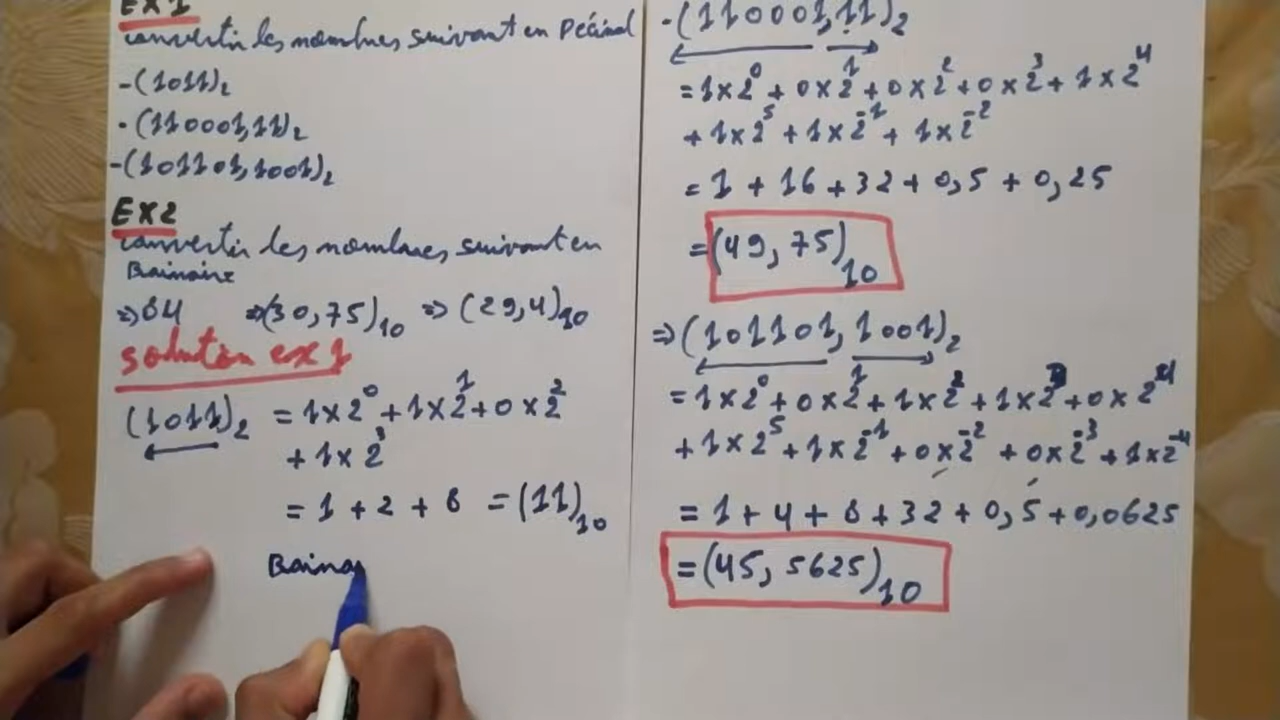 EX1
convertir les nombres suivant en Décimal
-(1011)2
-(110001,11)2
-(101101,1001)2
EX2
convertir les nombres suivant en
Bainaire
=>64 =>(30,75)10 => (29,4)10
solution ex 1
(1011)2 = 1x2^0 + 1x2^1 + 0x2^2
+ 1x2^3
= 1 + 2 + 8 = (11)10
Baina
-(110001,11)2
= 1x2^0 + 0x2^1 + 0x2^2 + 0x2^3 + 1x2^4
+ 1x2^5 + 1x2^-1 + 1x2^-2
= 1 + 16 + 32 + 0,5 + 0,25
= (49,75)10
=> (101101,1001)2
= 1x2^0 + 0x2^1 + 1x2^2 + 1x2^3 + 0x2^4
+ 1x2^5 + 1x2^-1 + 0x2^-2 + 0x2^-3 + 1x2^-4
= 1 + 4 + 8 + 32 + 0,5 + 0,0625
= (45,5625)10